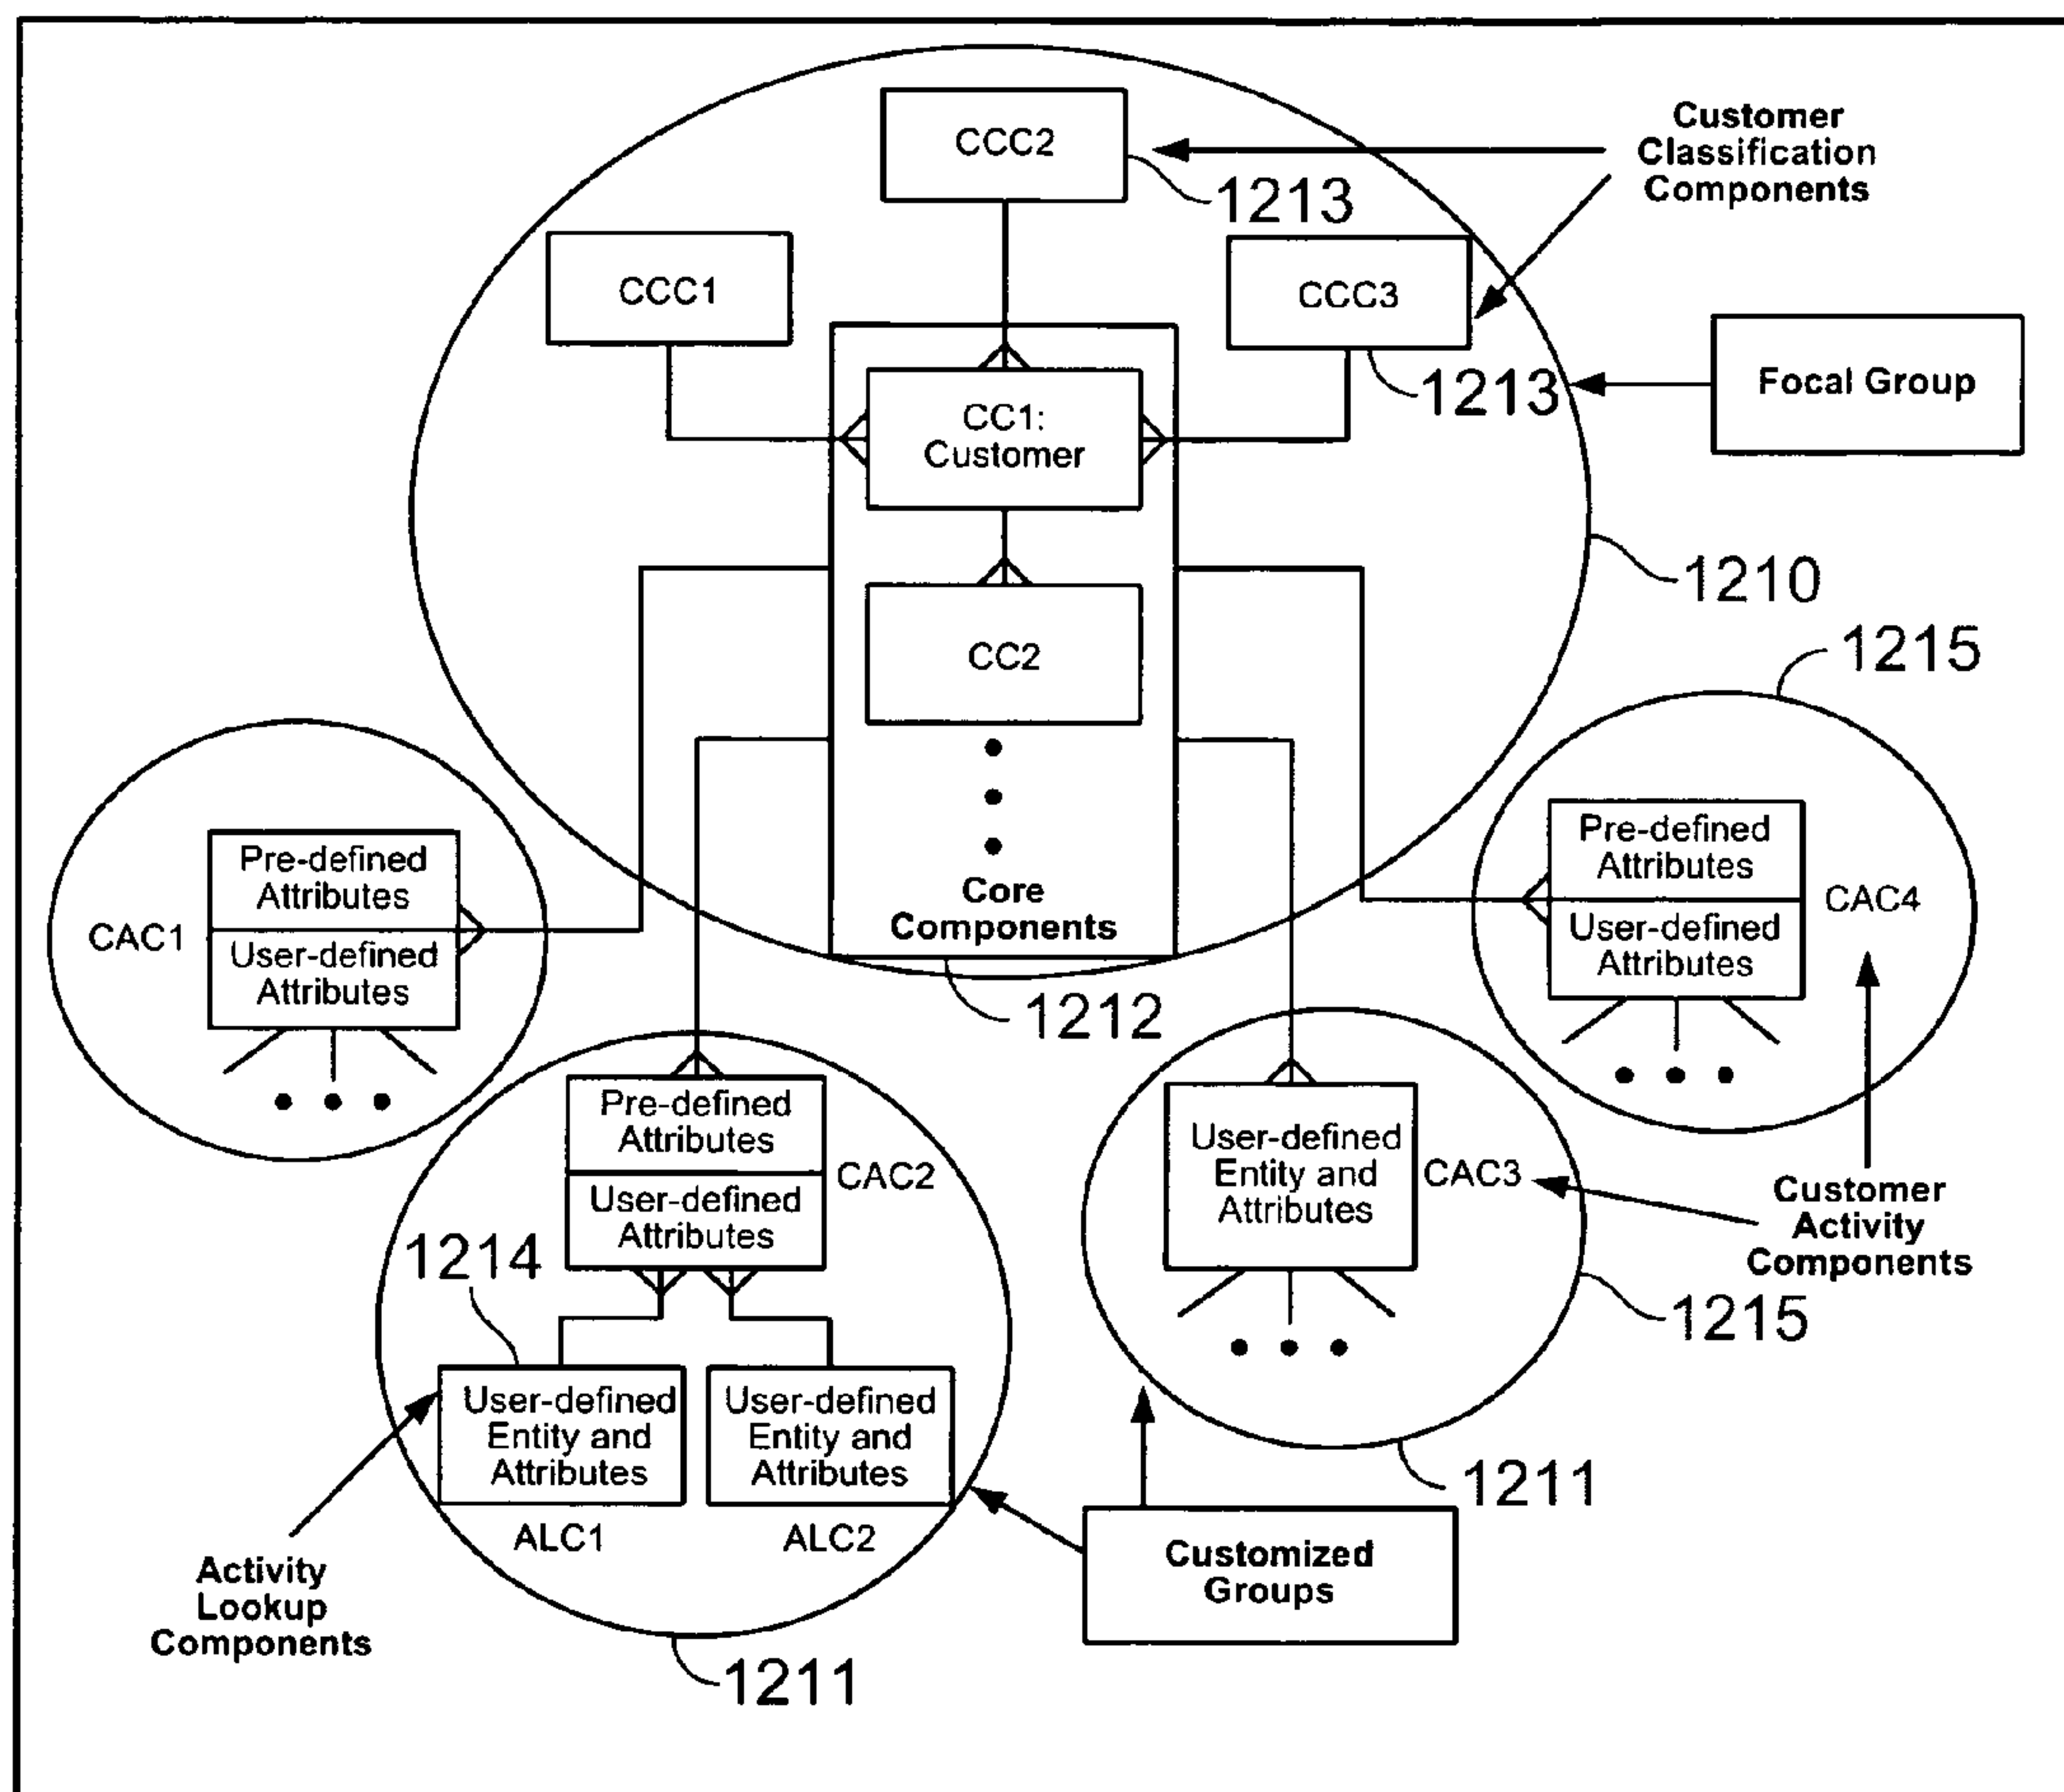 CCC2
Customer
Classification
Components
1213
CCC1
CCC3
1213
Focal Group
CC1:
Customer
1210
CC2
1215
Pre-defined
Attributes
User-defined
Attributes
CAC1
Core
Components
1212
Pre-defined
Attributes
User-defined
Attributes
CAC4
Pre-defined
Attributes
User-defined
Attributes
CAC2
User-defined
Entity and
Attributes
CAC3
Customer
Activity
Components
1215
1214
User-defined
Entity and
Attributes
ALC1
User-defined
Entity and
Attributes
ALC2
1211
Customized
Groups
Activity
Lookup
Components
1211